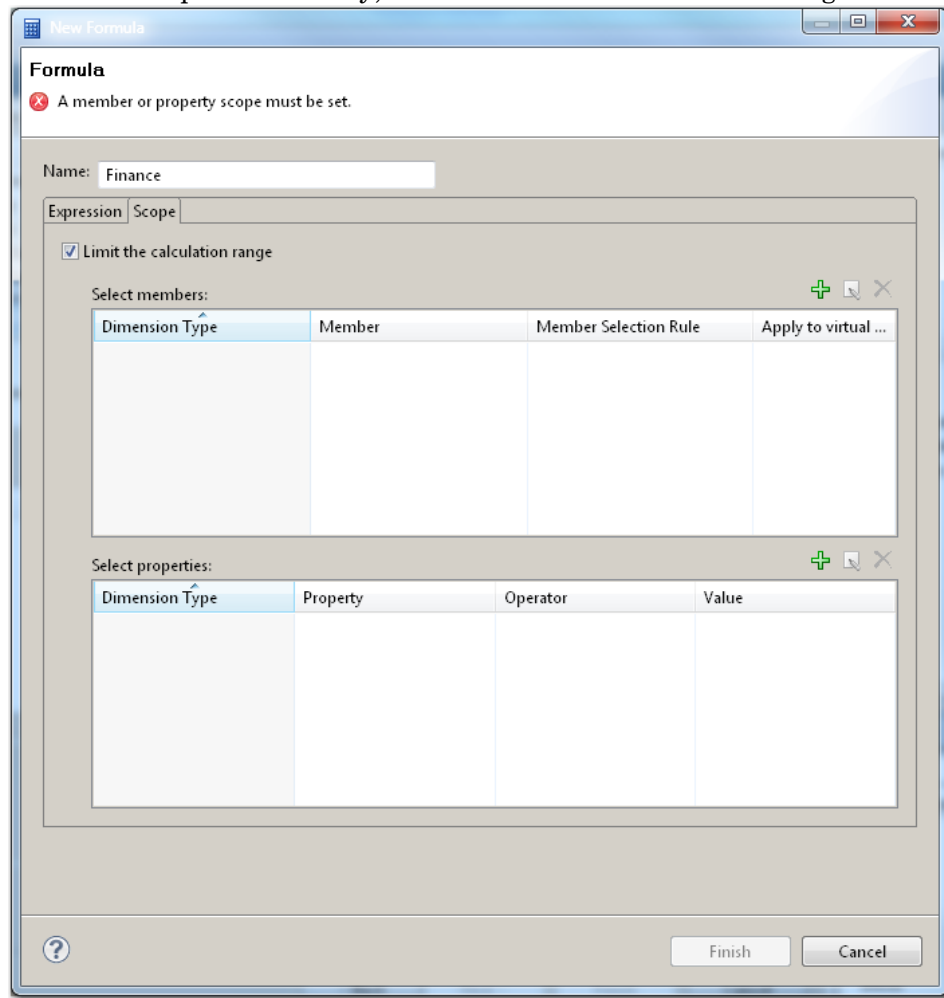 New Formula
Formula
A member or property scope must be set.
Name: Finance
Expression Scope
Limit the calculation range
Select members:
Dimension Type Member Member Selection Rule Apply to virtual ...
Select properties:
Dimension Type Property Operator Value
Finish Cancel